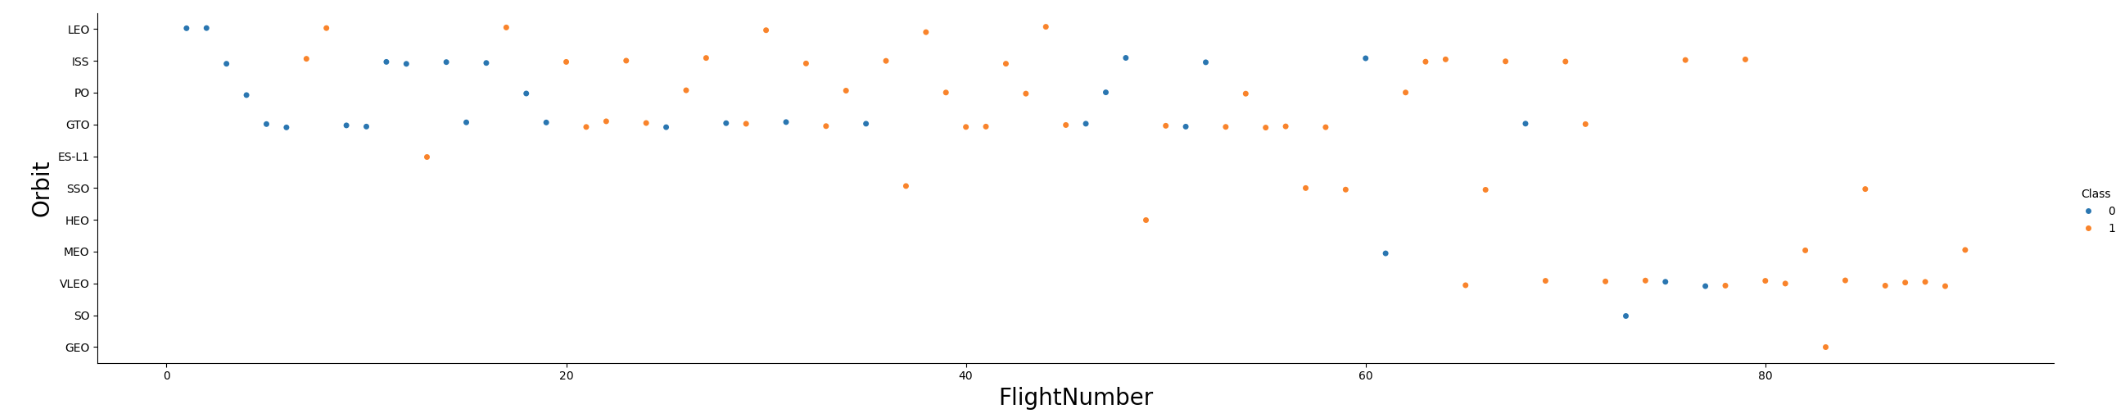 Orbit
LEO
ISS
PO
GTO
ES-L1
SSO
HEO
MEO
VLEO
SO
GEO
0
20
40
60
80
FlightNumber
Class
0
1